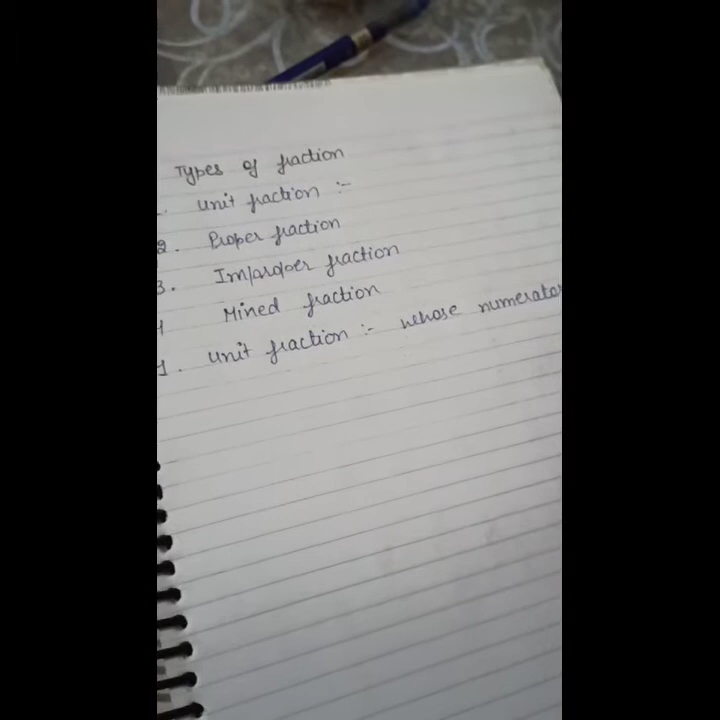 Types of fraction
1. unit fraction :-
2. Proper fraction
3. Improper fraction
4 Mined fraction
1. unit fraction :- whose numerator